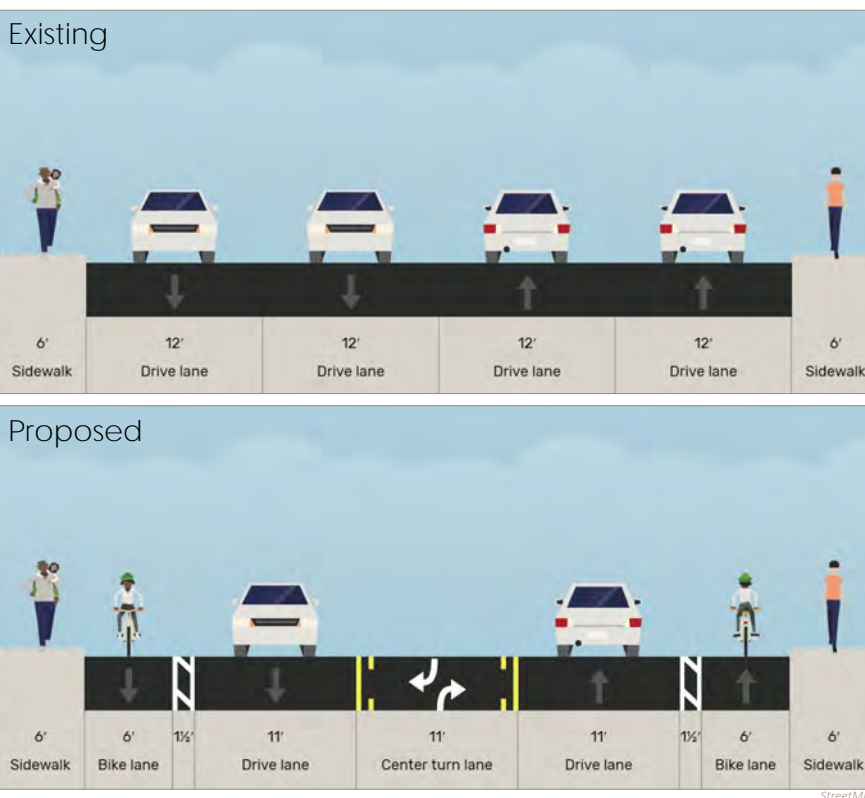 Existing
6′ 12′ 12′ 12′ 12′ 6′
Sidewalk Drive lane Drive lane Drive lane Drive lane Sidewalk
Proposed
6′ 6′ 1½′ 11′ 11′ 11′ 1½′ 6′ 6′
Sidewalk Bike lane Drive lane Center turn lane Drive lane Bike lane Sidewalk